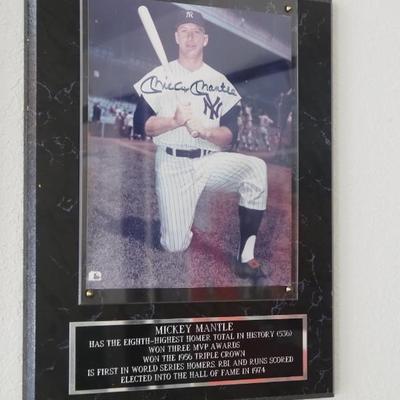 NY
Mickey Mantle
NY
MICKEY MANTLE
HAS THE EIGHTH-HIGHEST HOMER TOTAL IN HISTORY (536)
WON THREE MVP AWARDS
WON THE 1956 TRIPLE CROWN
IS FIRST IN WORLD SERIES HOMERS, RBI, AND RUNS SCORED
ELECTED INTO THE HALL OF FAME IN 1974